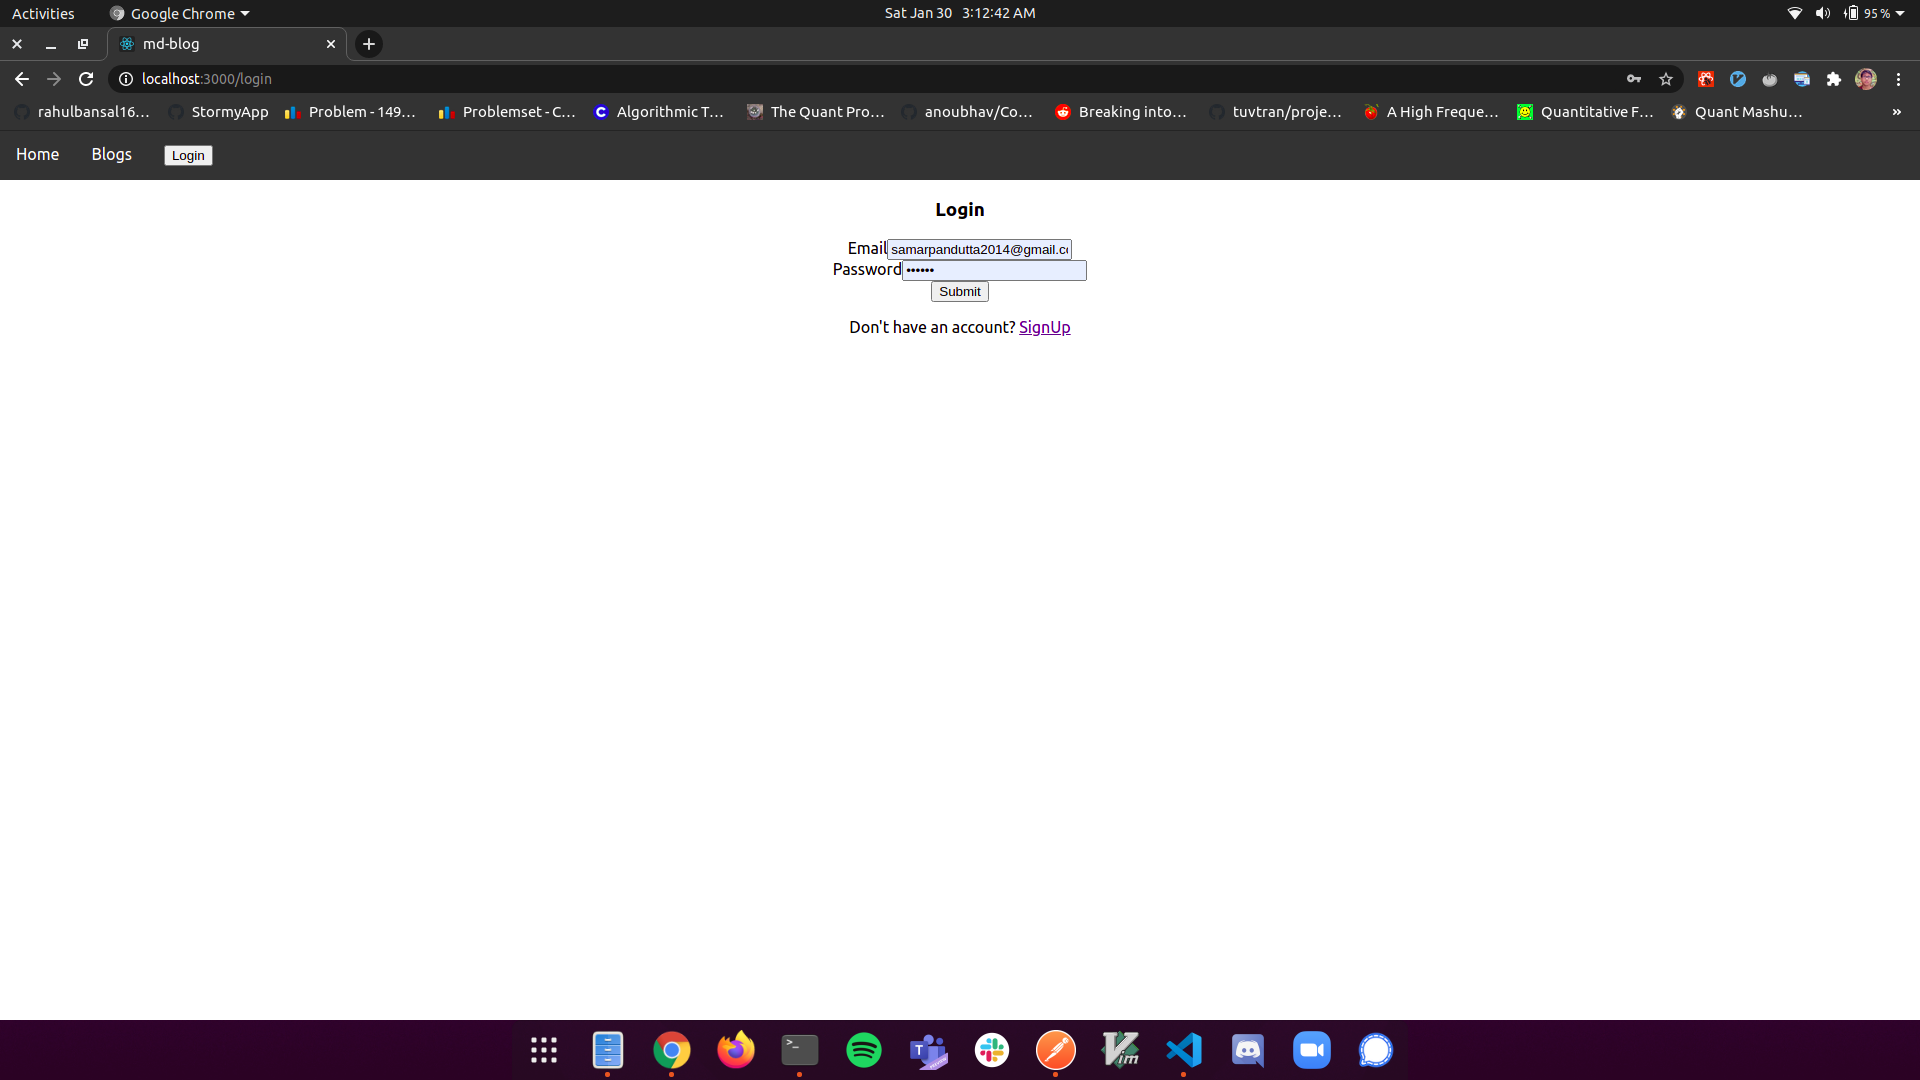 Activities Google Chrome Sat Jan 30 3:12:42 AM 95 %
md-blog
localhost:3000/login
rahulbansal16... StormyApp Problem - 149... Problemset - C... Algorithmic T... The Quant Pro... anoubhav/Co... Breaking into... tuvtran/proje... A High Freque... Quantitative F... Quant Mashu... »
Home Blogs Login
Login
Email samarpandutta2014@gmail.co
Password ••••••
Submit
Don't have an account? SignUp